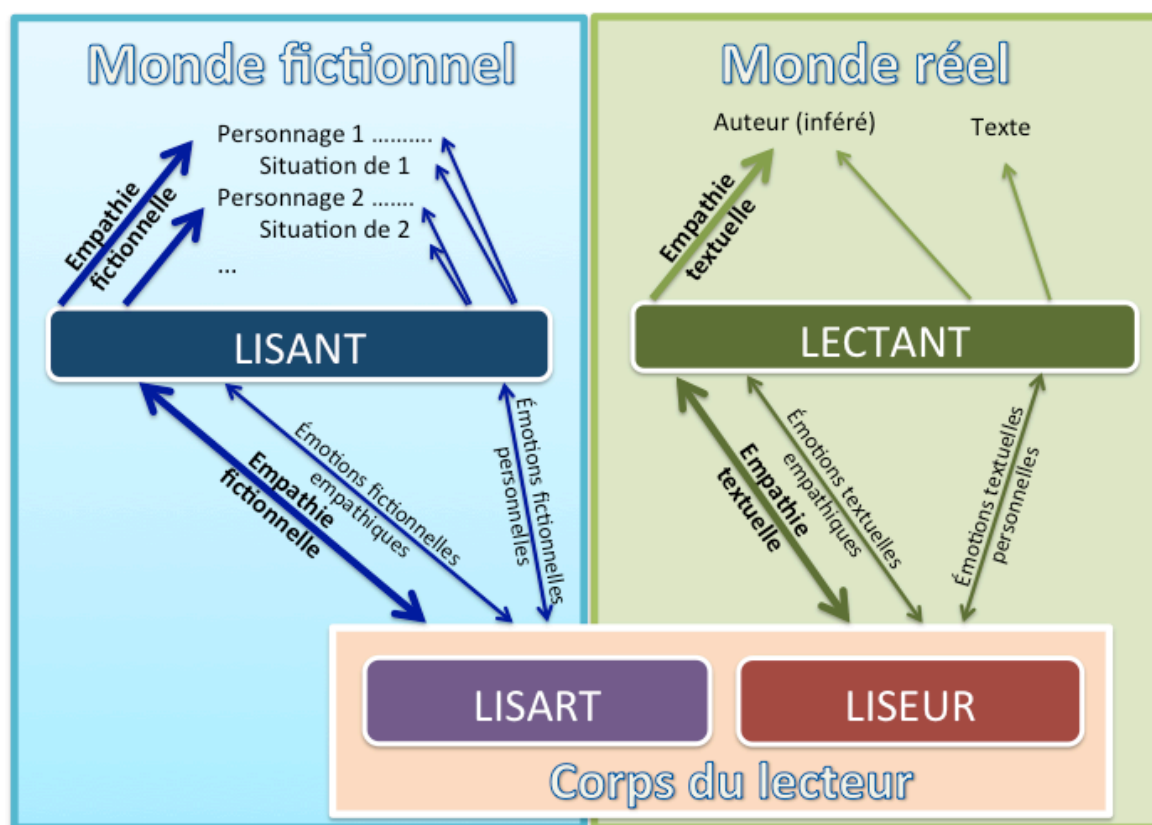 Monde fictionnel
Personnage 1 ..........
Situation de 1
Personnage 2 .......
Situation de 2
...
Empathie
fictionnelle
LISANT
Empathie
fictionnelle
Émotions fictionnelles
empathiques
Émotions fictionnelles
personnelles
Monde réel
Auteur (inféré)
Texte
Empathie
textuelle
LECTANT
Empathie
textuelle
Émotions textuelles
empathiques
Émotions textuelles
personnelles
LISART
LISEUR
Corps du lecteur